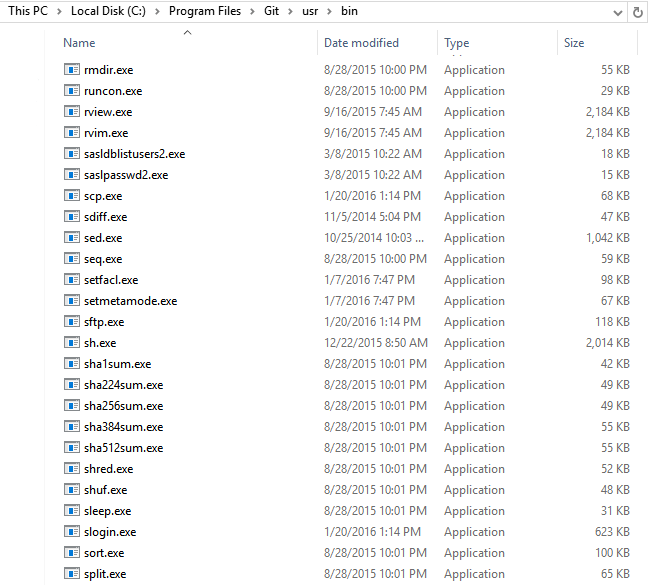 This PC > Local Disk (C:) > Program Files > Git > usr > bin
Name Date modified Type Size
rmdir.exe 8/28/2015 10:00 PM Application 55 KB
runcon.exe 8/28/2015 10:00 PM Application 29 KB
rview.exe 9/16/2015 7:45 AM Application 2,184 KB
rvim.exe 9/16/2015 7:45 AM Application 2,184 KB
sasldblistusers2.exe 3/8/2015 10:22 AM Application 18 KB
saslpasswd2.exe 3/8/2015 10:22 AM Application 15 KB
scp.exe 1/20/2016 1:14 PM Application 68 KB
sdiff.exe 11/5/2014 5:04 PM Application 47 KB
sed.exe 10/25/2014 10:03 ... Application 1,042 KB
seq.exe 8/28/2015 10:00 PM Application 59 KB
setfacl.exe 1/7/2016 7:47 PM Application 98 KB
setmetamode.exe 1/7/2016 7:47 PM Application 67 KB
sftp.exe 1/20/2016 1:14 PM Application 118 KB
sh.exe 12/22/2015 8:50 AM Application 2,014 KB
sha1sum.exe 8/28/2015 10:01 PM Application 42 KB
sha224sum.exe 8/28/2015 10:01 PM Application 49 KB
sha256sum.exe 8/28/2015 10:01 PM Application 49 KB
sha384sum.exe 8/28/2015 10:01 PM Application 55 KB
sha512sum.exe 8/28/2015 10:01 PM Application 55 KB
shred.exe 8/28/2015 10:01 PM Application 52 KB
shuf.exe 8/28/2015 10:01 PM Application 48 KB
sleep.exe 8/28/2015 10:01 PM Application 31 KB
slogin.exe 1/20/2016 1:14 PM Application 623 KB
sort.exe 8/28/2015 10:01 PM Application 100 KB
split.exe 8/28/2015 10:01 PM Application 65 KB